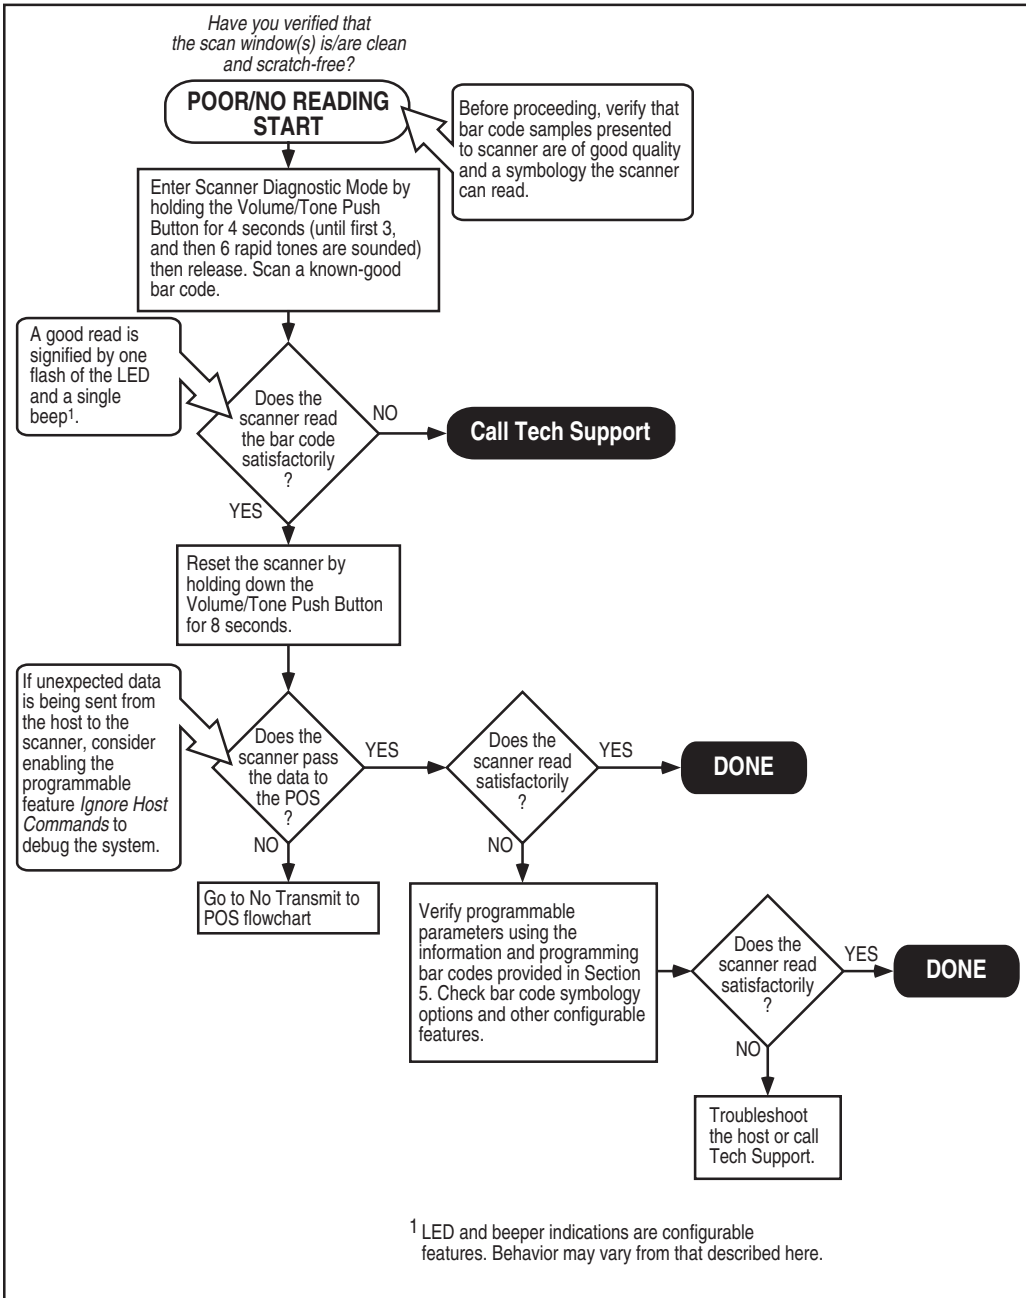 Have you verified that
the scan window(s) is/are clean
and scratch-free?
POOR/NO READING
START
Before proceeding, verify that
bar code samples presented
to scanner are of good quality
and a symbology the scanner
can read.
Enter Scanner Diagnostic Mode by
holding the Volume/Tone Push
Button for 4 seconds (until first 3,
and then 6 rapid tones are sounded)
then release. Scan a known-good
bar code.
A good read is
signified by one
flash of the LED
and a single
beep1.
Does the
scanner read
the bar code
satisfactorily
?
NO
Call Tech Support
YES
Reset the scanner by
holding down the
Volume/Tone Push Button
for 8 seconds.
If unexpected data
is being sent from
the host to the
scanner, consider
enabling the
programmable
feature Ignore Host
Commands to
debug the system.
Does the
scanner pass
the data to
the POS
?
YES
Does the
scanner read
satisfactorily
?
YES
DONE
NO
Go to No Transmit to
POS flowchart
NO
Verify programmable
parameters using the
information and programming
bar codes provided in Section
5. Check bar code symbology
options and other configurable
features.
Does the
scanner read
satisfactorily
?
YES
DONE
NO
Troubleshoot
the host or call
Tech Support.
1 LED and beeper indications are configurable
features. Behavior may vary from that described here.